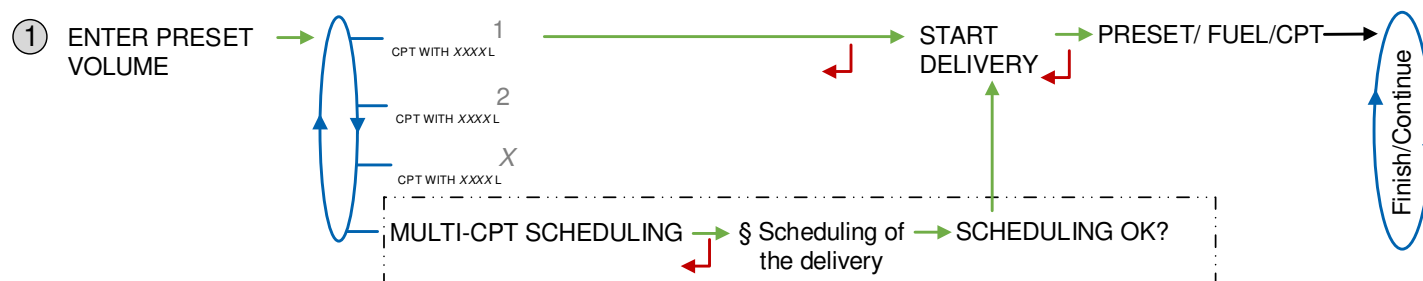 1 ENTER PRESET VOLUME
1
CPT WITH XXXX L
2
CPT WITH XXXX L
X
CPT WITH XXXX L
START DELIVERY
PRESET/ FUEL/CPT
Finish/Continue
MULTI-CPT SCHEDULING
§ Scheduling of the delivery
SCHEDULING OK?